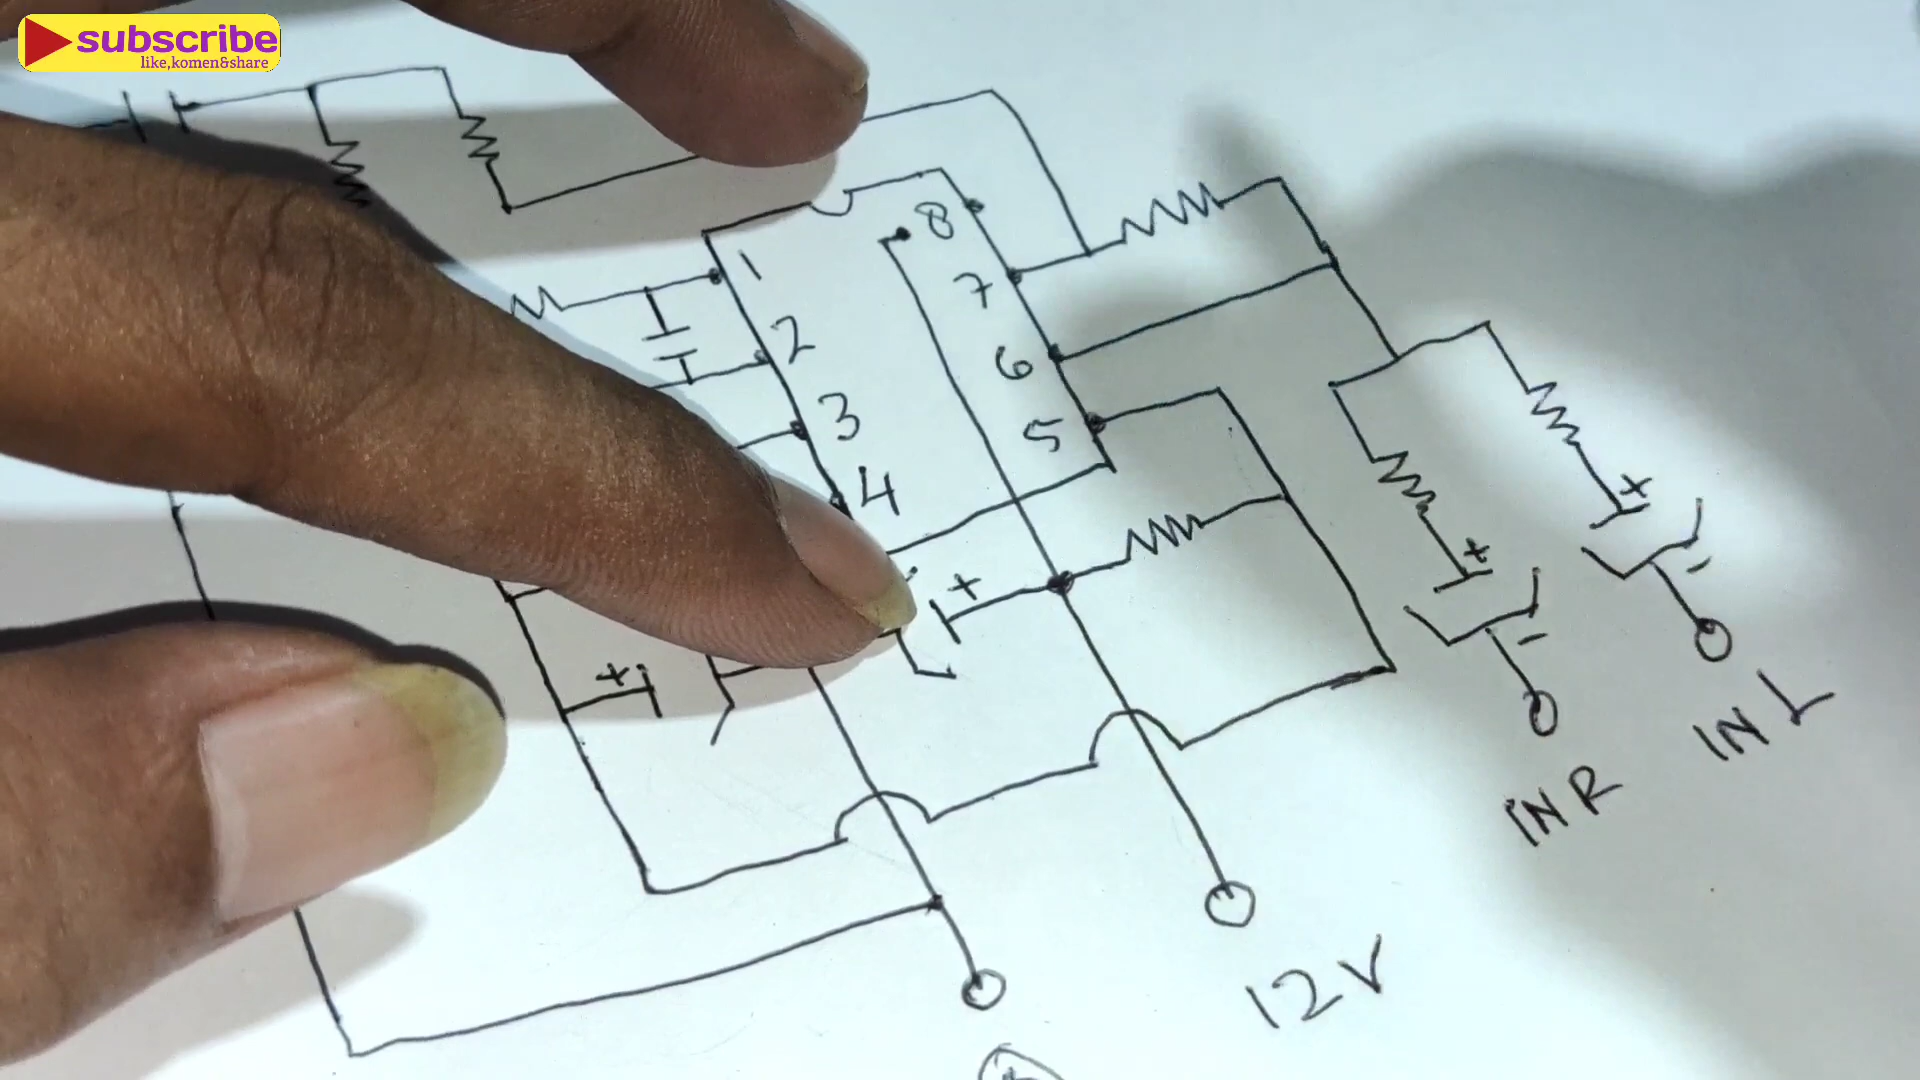 subscribe
like,komen&share
8
1
7
2
6
3
5
4
+
+
+
+
-
-
IN L
IN R
12V